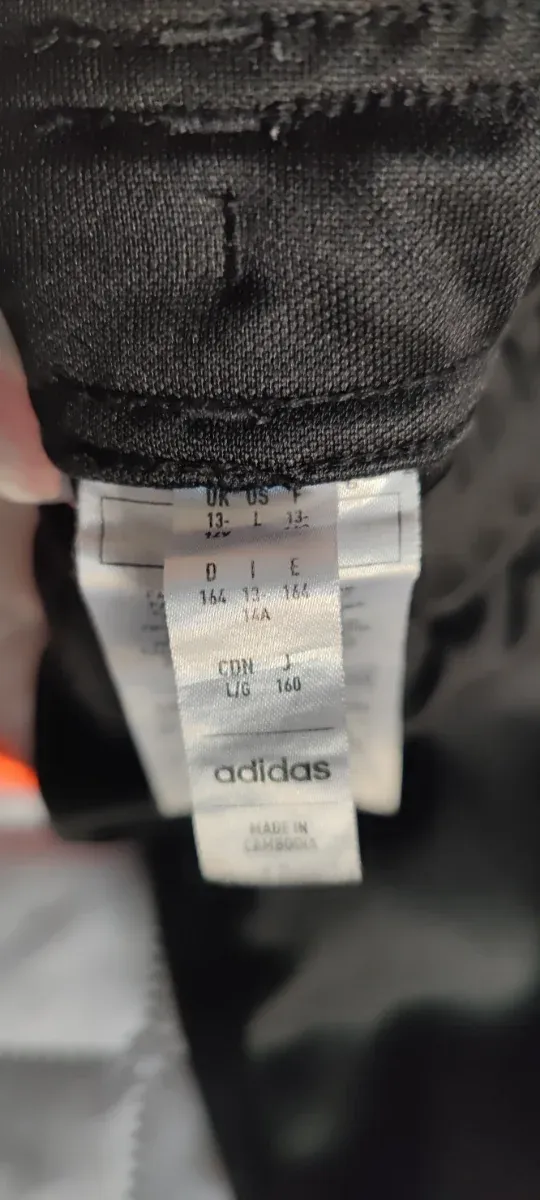 UK US F
13- L 13-
D I E
164 13- 164
14A
CDN J
L/G 160
adidas
MADE IN
CAMBODIA